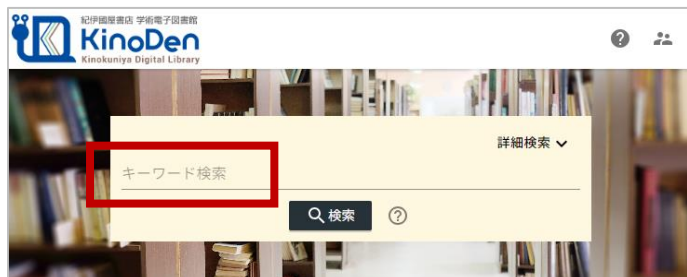 紀伊國屋書店 学術電子図書館
KinoDen
Kinokuniya Digital Library
詳細検索
キーワード検索
検索